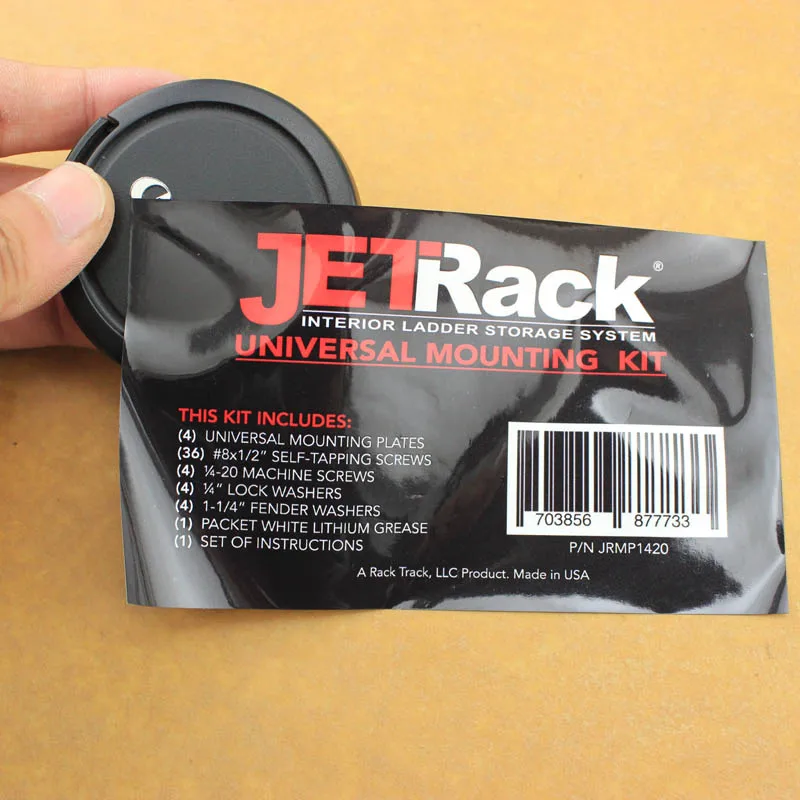 JETRack®
INTERIOR LADDER STORAGE SYSTEM
UNIVERSAL MOUNTING KIT
THIS KIT INCLUDES:
(4) UNIVERSAL MOUNTING PLATES
(36) #8x1/2" SELF-TAPPING SCREWS
(4) ¼-20 MACHINE SCREWS
(4) ¼" LOCK WASHERS
(4) 1-1/4" FENDER WASHERS
(1) PACKET WHITE LITHIUM GREASE
(1) SET OF INSTRUCTIONS
703856 877733
P/N JRMP1420
A Rack Track, LLC Product. Made in USA